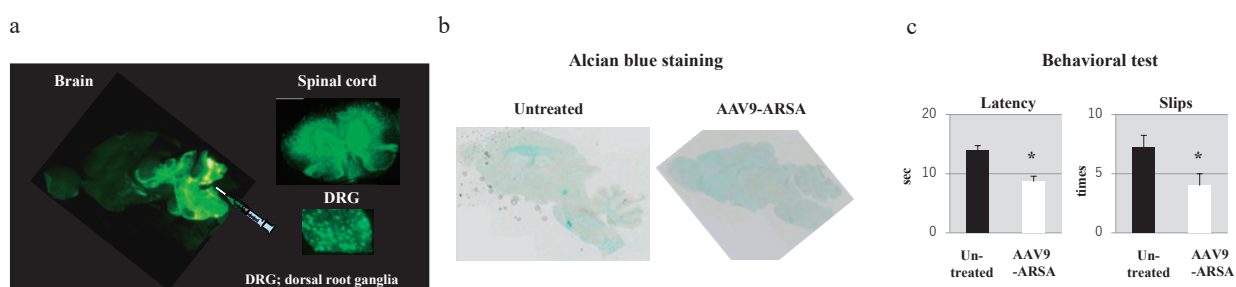 a
Brain
Spinal cord
DRG
DRG; dorsal root ganglia
b
Alcian blue staining
Untreated
AAV9-ARSA
c
Behavioral test
Latency
20
10
0
sec
*
Un-
treated
AAV9
-ARSA
Slips
10
5
0
times
*
Un-
treated
AAV9
-ARSA